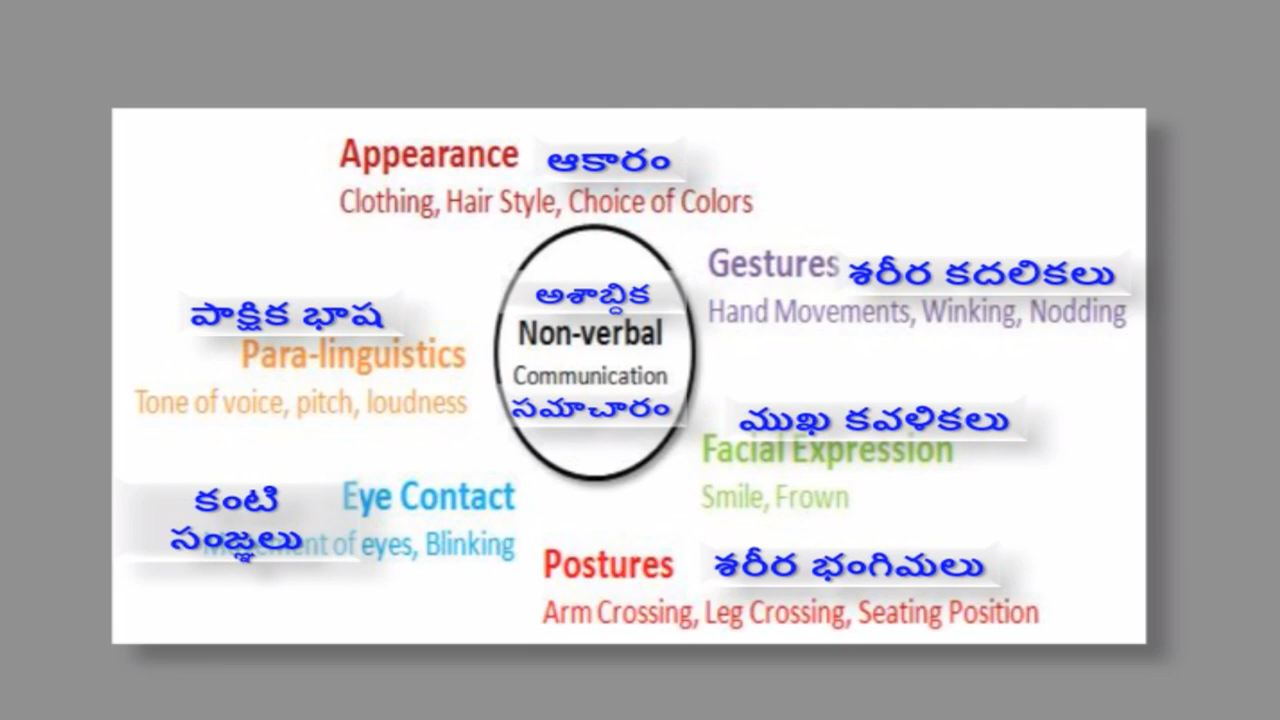 Appearance ఆకారం
Clothing, Hair Style, Choice of Colors
Gestures శరీర కదలికలు
Hand Movements, Winking, Nodding
అశాబ్దిక
Non-verbal
Communication
సమాచారం
పాక్షిక భాష
Para-linguistics
Tone of voice, pitch, loudness
ముఖ కవళికలు
Facial Expression
Smile, Frown
కంటి
సంజ్ఞలు
Eye Contact
Movement of eyes, Blinking
Postures శరీర భంగిమలు
Arm Crossing, Leg Crossing, Seating Position